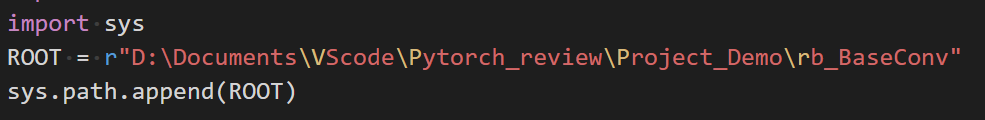 import sys
ROOT = r"D:\Documents\VScode\Pytorch_review\Project_Demo\rb_BaseConv"
sys.path.append(ROOT)